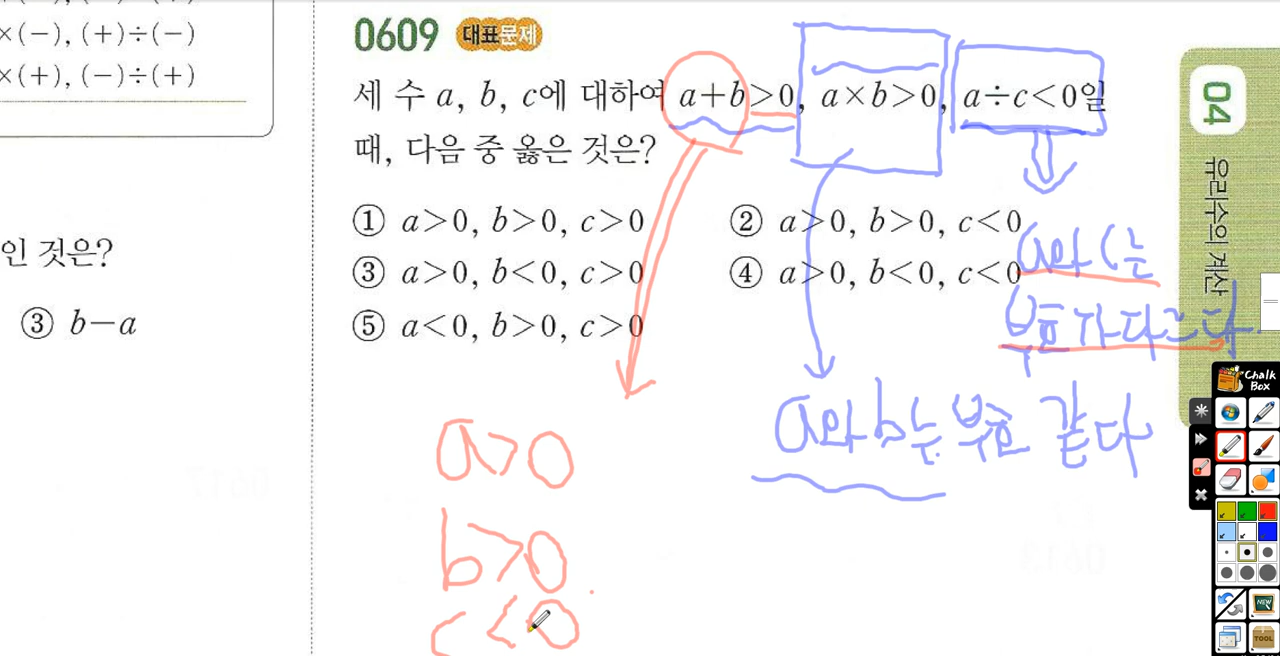 ×(−), (+)÷(−)
×(+), (−)÷(+)
인 것은?
③ b−a
0609 대표문제
세 수 a, b, c에 대하여 a+b>0, a×b>0, a÷c<0일
때, 다음 중 옳은 것은?
① a>0, b>0, c>0 ② a>0, b>0, c<0
③ a>0, b<0, c>0 ④ a>0, b<0, c<0
⑤ a<0, b>0, c>0
a와 c는
부호가 다르다.
a와 b는 부호 같다
a>0
b>0
c<0
04
유리수의 계산
Chalk
Box
NEW
TOOL